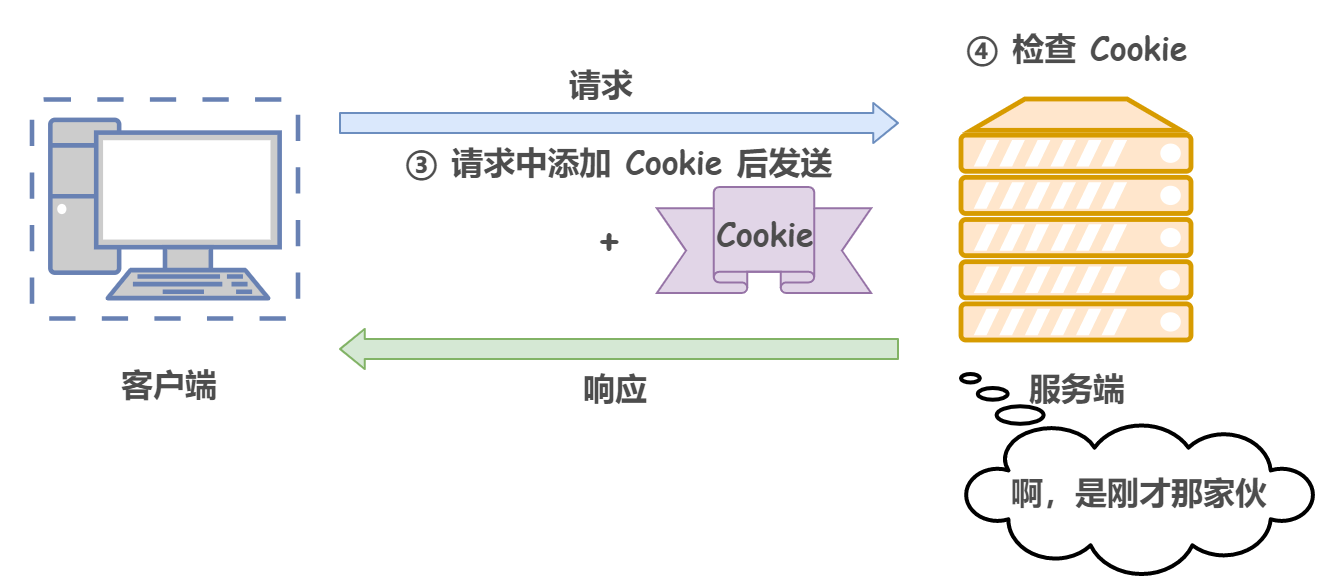 ④ 检查 Cookie
请求
③ 请求中添加 Cookie 后发送
+
Cookie
客户端
响应
服务端
啊，是刚才那家伙